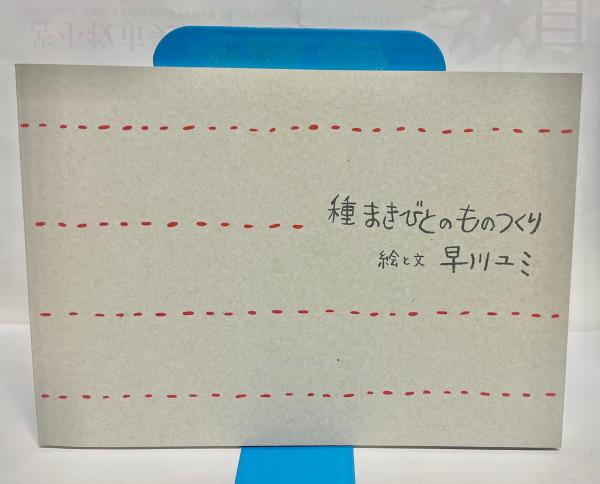 種まきびとのものつくり
絵と文 早川ユミ